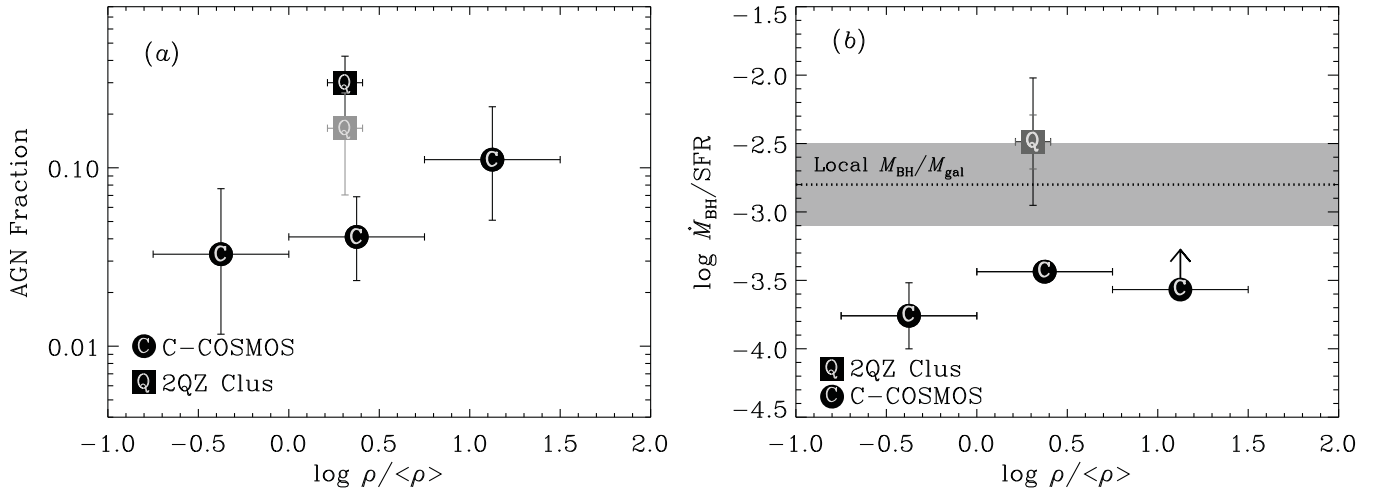 (a)
AGN Fraction
0.10
0.01
Q
Q
C
C
C
C C-COSMOS
Q 2QZ Clus
−1.0 −0.5 0.0 0.5 1.0 1.5 2.0
log ρ/<ρ>
(b)
log Ṁ_BH/SFR
−1.5
−2.0
−2.5
−3.0
−3.5
−4.0
−4.5
Q
Local M_BH/M_gal
C
C
C
Q 2QZ Clus
C C-COSMOS
−1.0 −0.5 0.0 0.5 1.0 1.5 2.0
log ρ/<ρ>